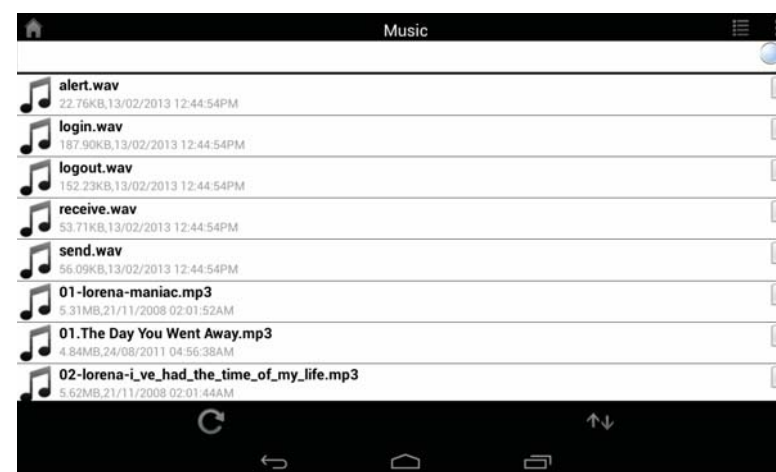 Music
alert.wav
22.76KB,13/02/2013 12:44:54PM
login.wav
187.90KB,13/02/2013 12:44:54PM
logout.wav
152.23KB,13/02/2013 12:44:54PM
receive.wav
53.71KB,13/02/2013 12:44:54PM
send.wav
56.09KB,13/02/2013 12:44:54PM
01-lorena-maniac.mp3
5.31MB,21/11/2008 02:01:52AM
01.The Day You Went Away.mp3
4.84MB,24/08/2011 04:56:38AM
02-lorena-i_ve_had_the_time_of_my_life.mp3
5.62MB,21/11/2008 02:01:44AM